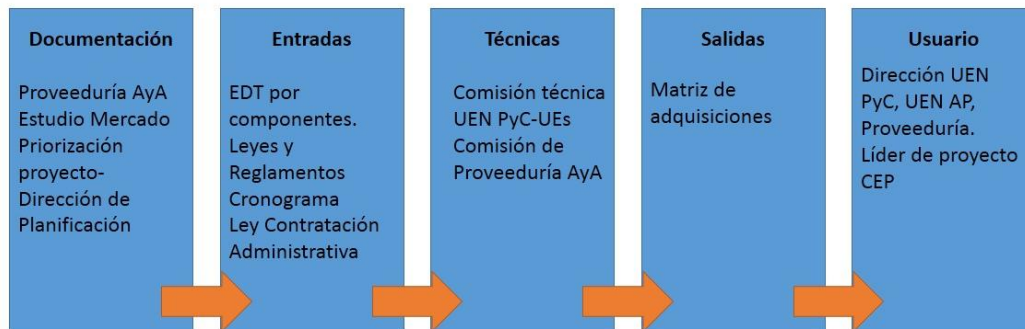 Documentación
Proveeduría AyA
Estudio Mercado
Priorización
proyecto-
Dirección de
Planificación
Entradas
EDT por
componentes.
Leyes y
Reglamentos
Cronograma
Ley Contratación
Administrativa
Técnicas
Comisión técnica
UEN PyC-UEs
Comisión de
Proveeduría AyA
Salidas
Matriz de
adquisiciones
Usuario
Dirección UEN
PyC, UEN AP,
Proveeduría.
Líder de proyecto
CEP